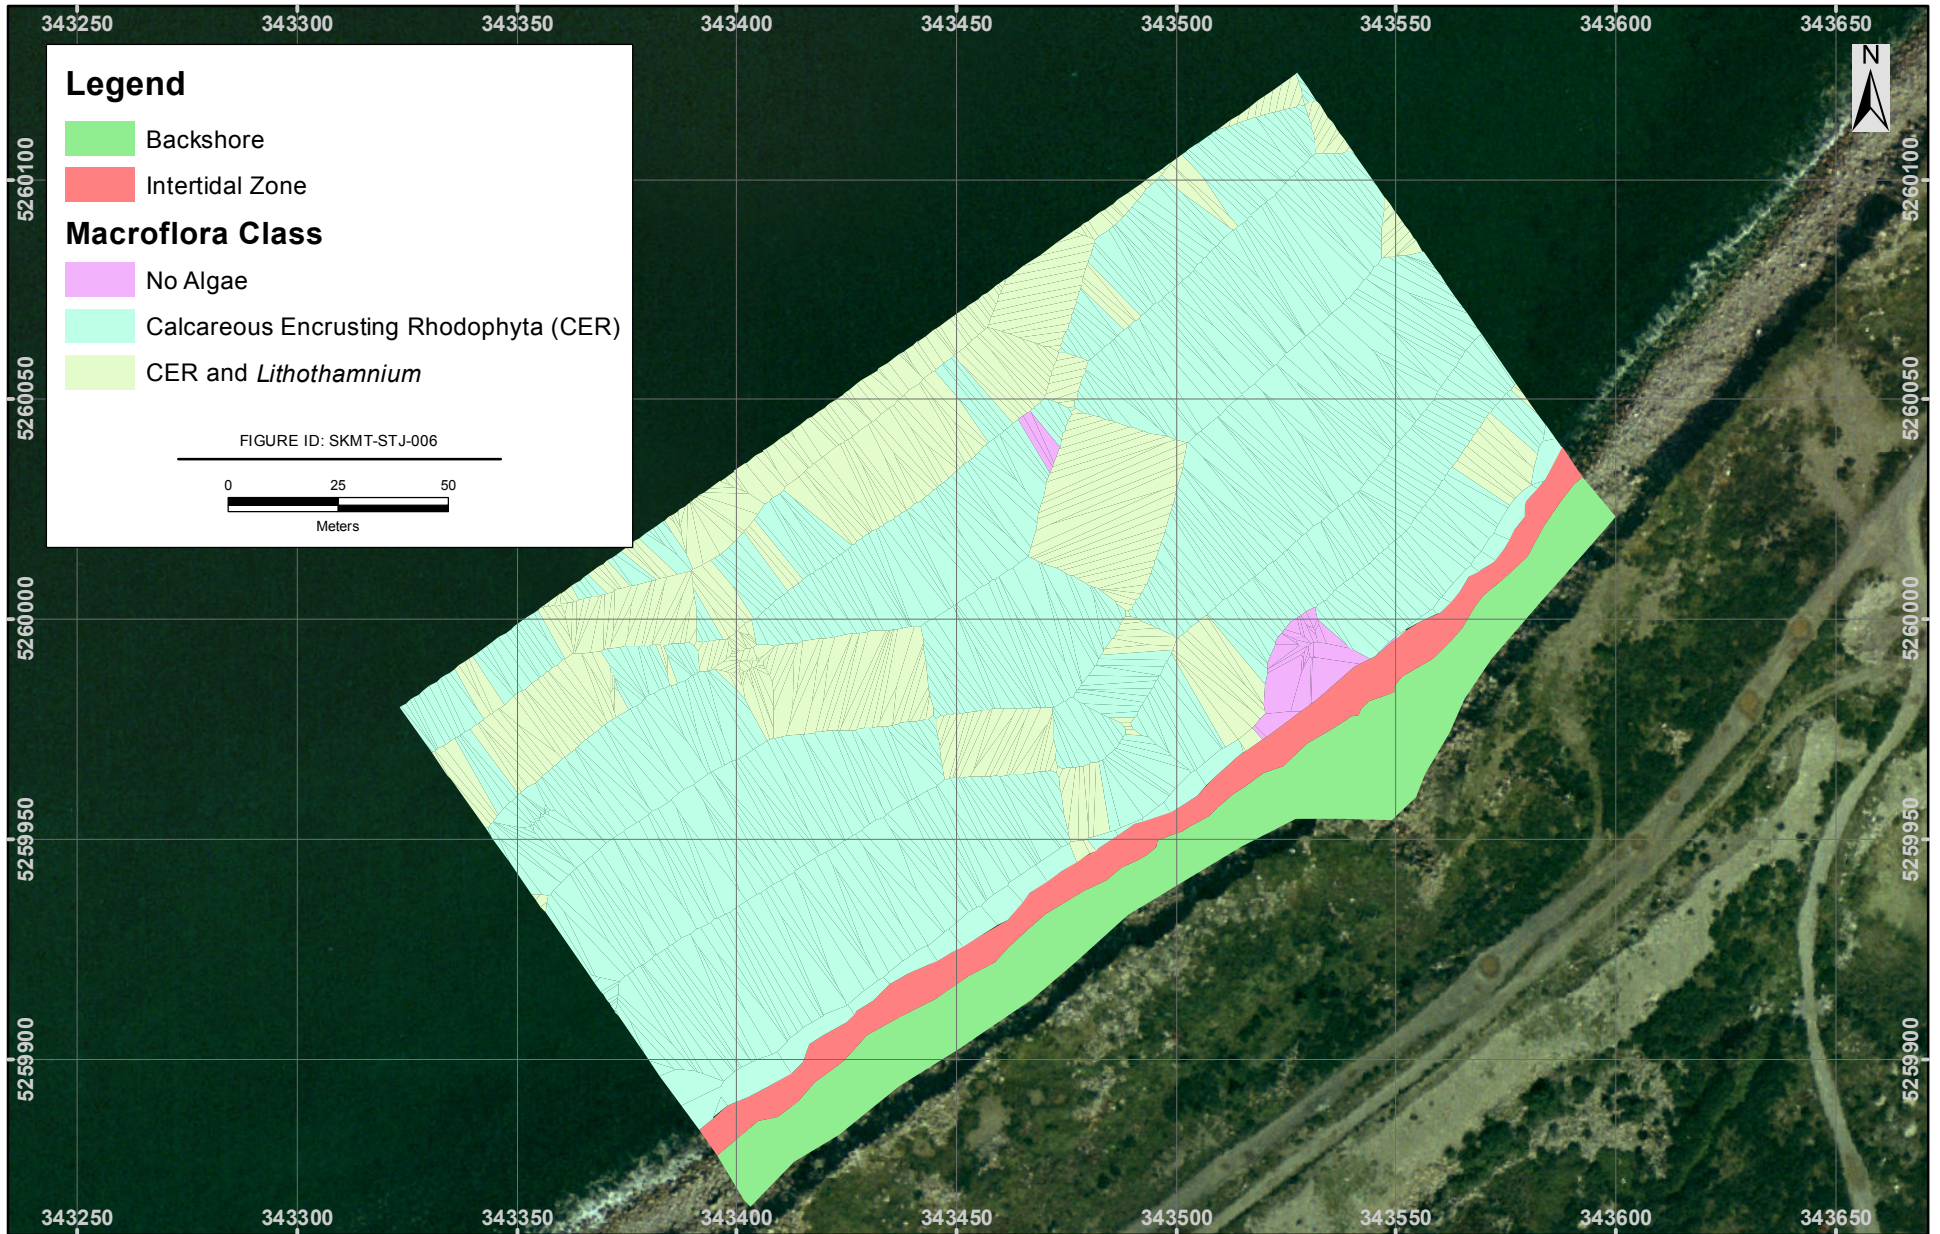 343250 343300 343350 343400 343450 343500 343550 343600 343650
N
Legend
Backshore
Intertidal Zone
Macroflora Class
No Algae
Calcareous Encrusting Rhodophyta (CER)
CER and Lithothamnium
FIGURE ID: SKMT-STJ-006
0 25 50
Meters
5260100 5260100
5260050 5260050
5260000 5260000
5259950 5259950
5259900 5259900
343250 343300 343350 343400 343450 343500 343550 343600 343650